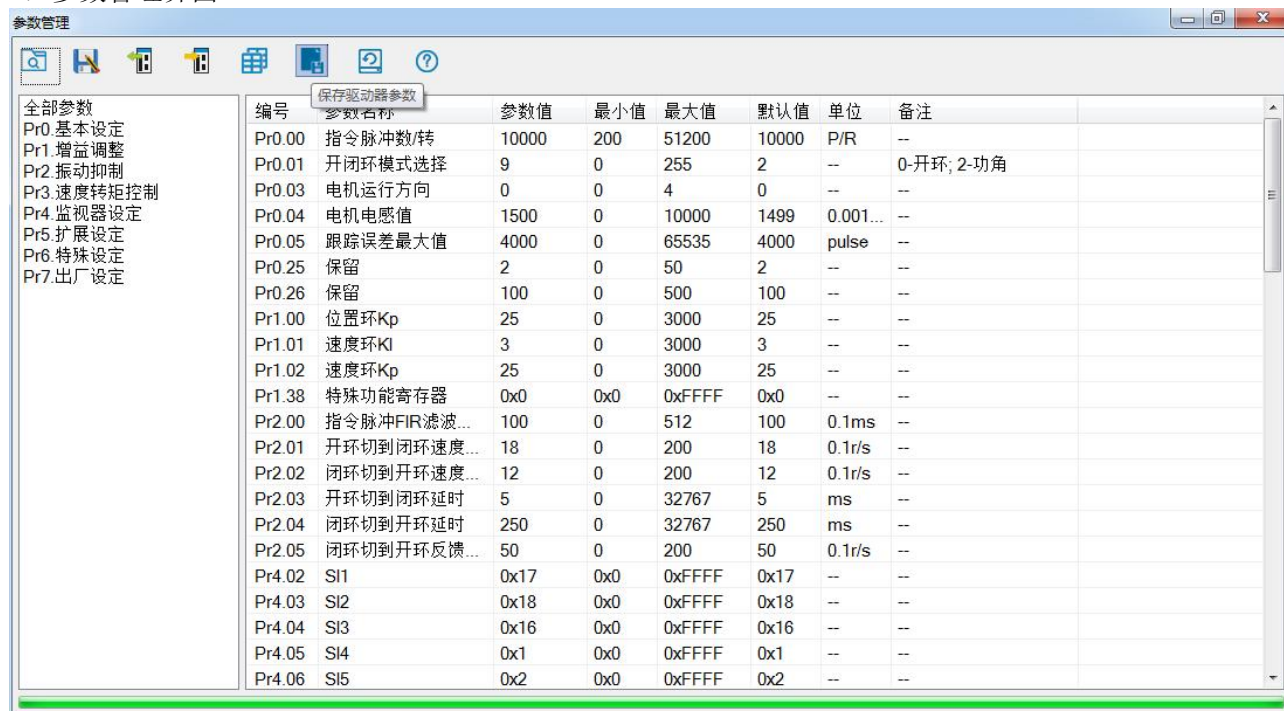 参数管理
保存驱动器参数
全部参数
Pr0.基本设定
Pr1.增益调整
Pr2.振动抑制
Pr3.速度转矩控制
Pr4.监视器设定
Pr5.扩展设定
Pr6.特殊设定
Pr7.出厂设定
编号 参数名称 参数值 最小值 最大值 默认值 单位 备注
Pr0.00 指令脉冲数/转 10000 200 51200 10000 P/R --
Pr0.01 开闭环模式选择 9 0 255 2 -- 0-开环; 2-功角
Pr0.03 电机运行方向 0 0 4 0 -- --
Pr0.04 电机电感值 1500 0 10000 1499 0.001... --
Pr0.05 跟踪误差最大值 4000 0 65535 4000 pulse --
Pr0.25 保留 2 0 50 2 -- --
Pr0.26 保留 100 0 500 100 -- --
Pr1.00 位置环Kp 25 0 3000 25 -- --
Pr1.01 速度环KI 3 0 3000 3 -- --
Pr1.02 速度环Kp 25 0 3000 25 -- --
Pr1.38 特殊功能寄存器 0x0 0x0 0xFFFF 0x0 -- --
Pr2.00 指令脉冲FIR滤波... 100 0 512 100 0.1ms --
Pr2.01 开环切到闭环速度... 18 0 200 18 0.1r/s --
Pr2.02 闭环切到开环速度... 12 0 200 12 0.1r/s --
Pr2.03 开环切到闭环延时 5 0 32767 5 ms --
Pr2.04 闭环切到开环延时 250 0 32767 250 ms --
Pr2.05 闭环切到开环反馈... 50 0 200 50 0.1r/s --
Pr4.02 SI1 0x17 0x0 0xFFFF 0x17 -- --
Pr4.03 SI2 0x18 0x0 0xFFFF 0x18 -- --
Pr4.04 SI3 0x16 0x0 0xFFFF 0x16 -- --
Pr4.05 SI4 0x1 0x0 0xFFFF 0x1 -- --
Pr4.06 SI5 0x2 0x0 0xFFFF 0x2 -- --